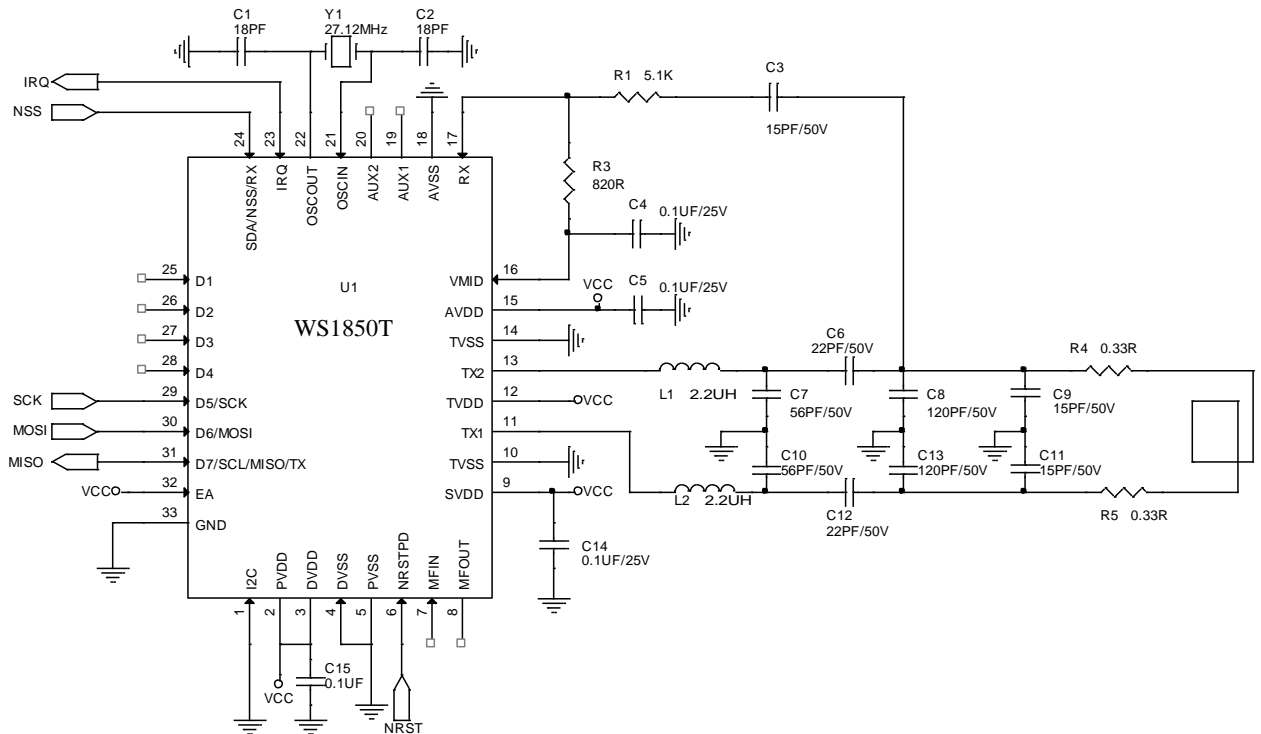 C1
18PF
Y1
27.12MHz
C2
18PF
IRQ
NSS
R1 5.1K
C3
15PF/50V
24
23
22
21
20
19
18
17
SDA/NSS/RX
IRQ
OSCOUT
OSCIN
AUX2
AUX1
AVSS
RX
R3
820R
C4
0.1UF/25V
25 D1
26 D2
27 D3
28 D4
SCK 29 D5/SCK
MOSI 30 D6/MOSI
MISO 31 D7/SCL/MISO/TX
VCC 32 EA
33 GND
U1
WS1850T
VMID 16
AVDD 15
VCC
C5
0.1UF/25V
TVSS 14
TX2 13
TVDD 12 VCC
TX1 11
TVSS 10
SVDD 9 VCC
L1 2.2UH
L2 2.2UH
C6
22PF/50V
C7
56PF/50V
C8
120PF/50V
C9
15PF/50V
R4 0.33R
C10
56PF/50V
C13
120PF/50V
C11
15PF/50V
C12
22PF/50V
R5 0.33R
C14
0.1UF/25V
I2C
PVDD
DVDD
DVSS
PVSS
NRSTPD
MFIN
MFOUT
1
2
3
4
5
6
7
8
C15
0.1UF
VCC
NRST